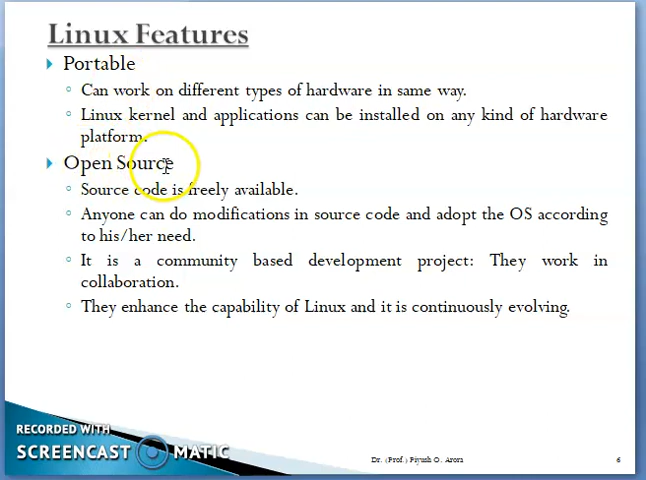 Linux Features
Portable
Can work on different types of hardware in same way.
Linux kernel and applications can be installed on any kind of hardware
platform.
Open Source
Source code is freely available.
Anyone can do modifications in source code and adopt the OS according
to his/her need.
It is a community based development project: They work in
collaboration.
They enhance the capability of Linux and it is continuously evolving.
RECORDED WITH
SCREENCAST MATIC
Dr. (Prof.) Piyush O. Arora
6